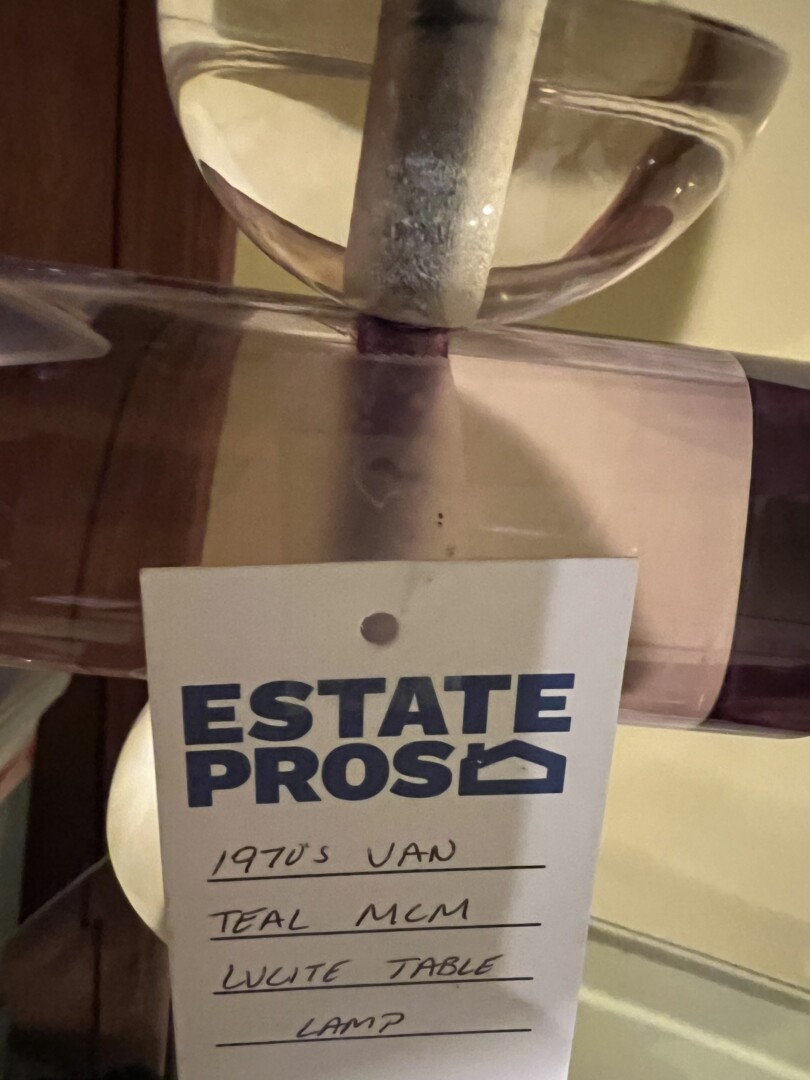 ESTATE
PROS
1970's VAN
TEAL MCM
LUCITE TABLE
LAMP